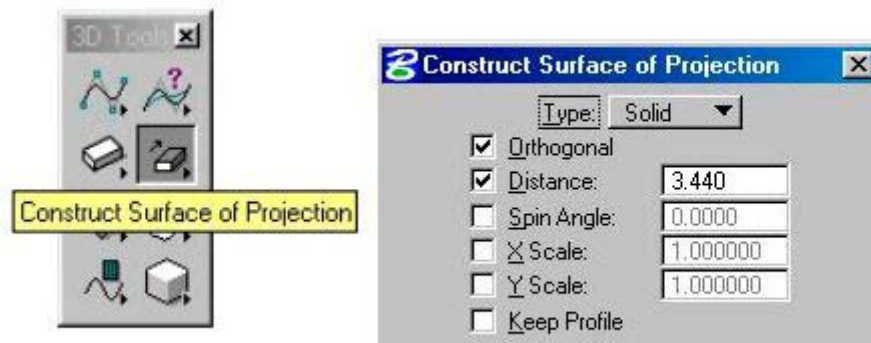 3D Tools
Construct Surface of Projection
Construct Surface of Projection
Type: Solid
Orthogonal
Distance: 3.440
Spin Angle: 0.0000
X Scale: 1.000000
Y Scale: 1.000000
Keep Profile